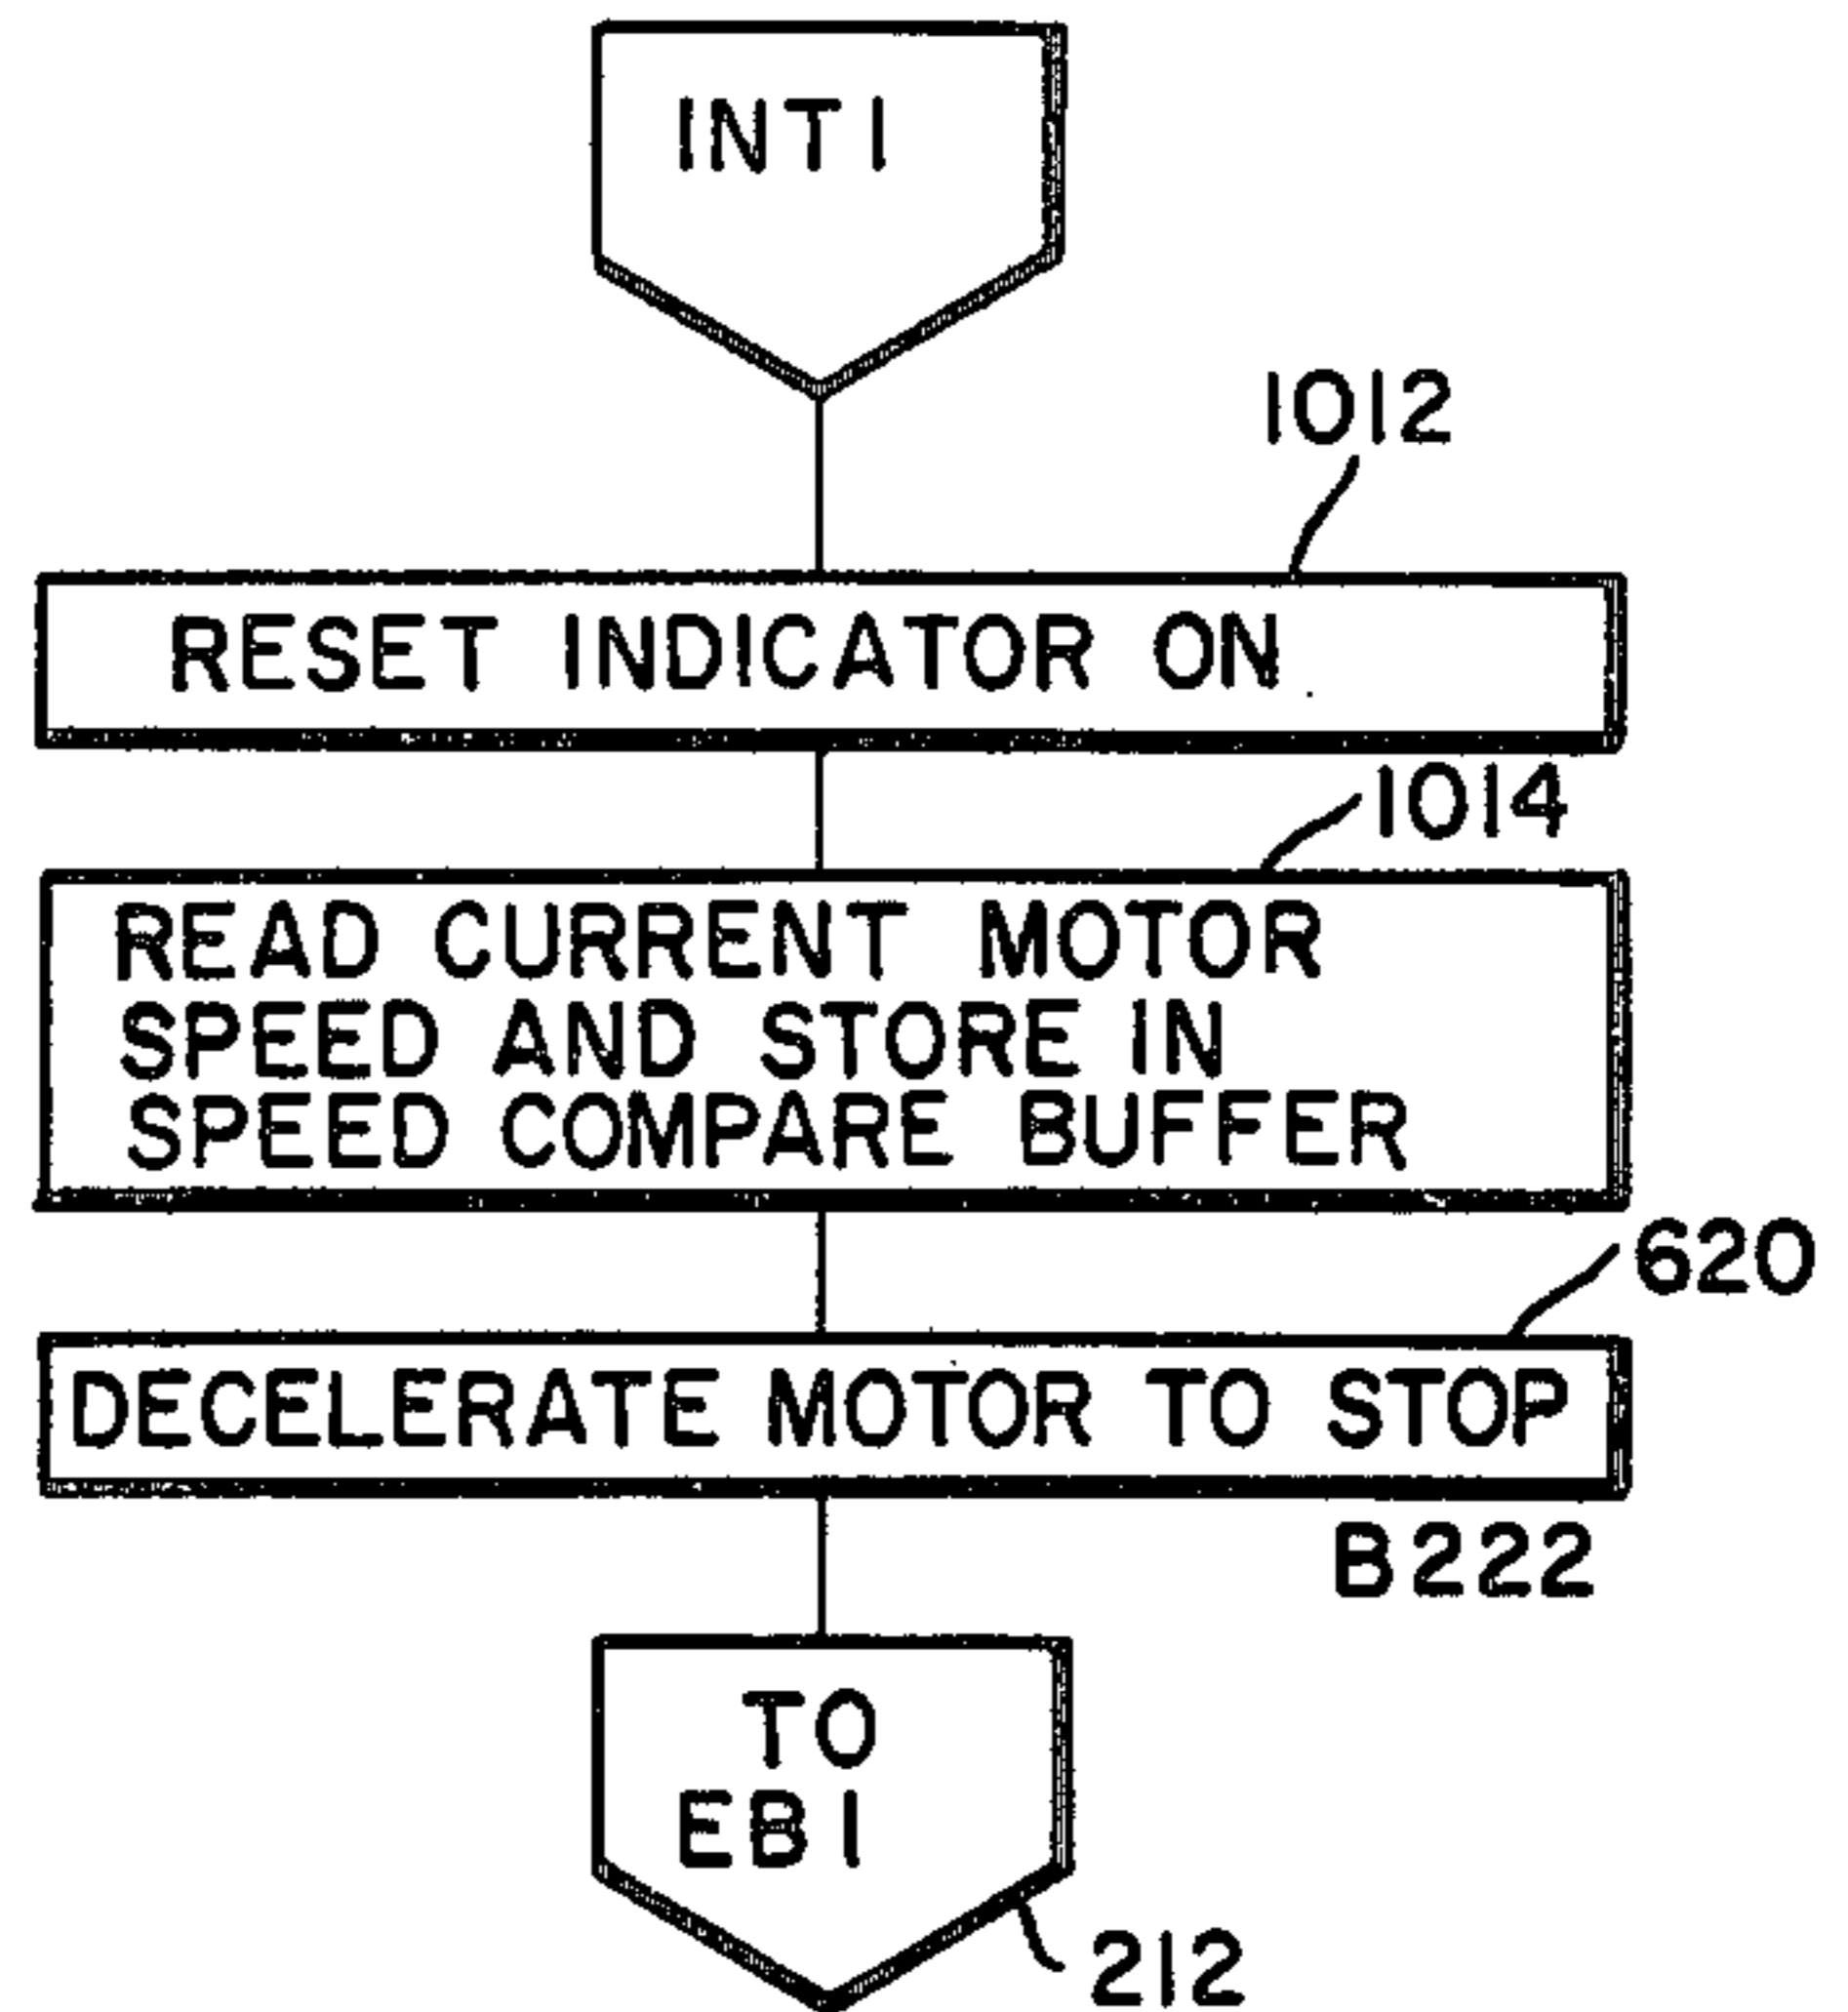 INT1
1012
RESET INDICATOR ON
1014
READ CURRENT MOTOR
SPEED AND STORE IN
SPEED COMPARE BUFFER
620
DECELERATE MOTOR TO STOP
B222
TO
EB1
212